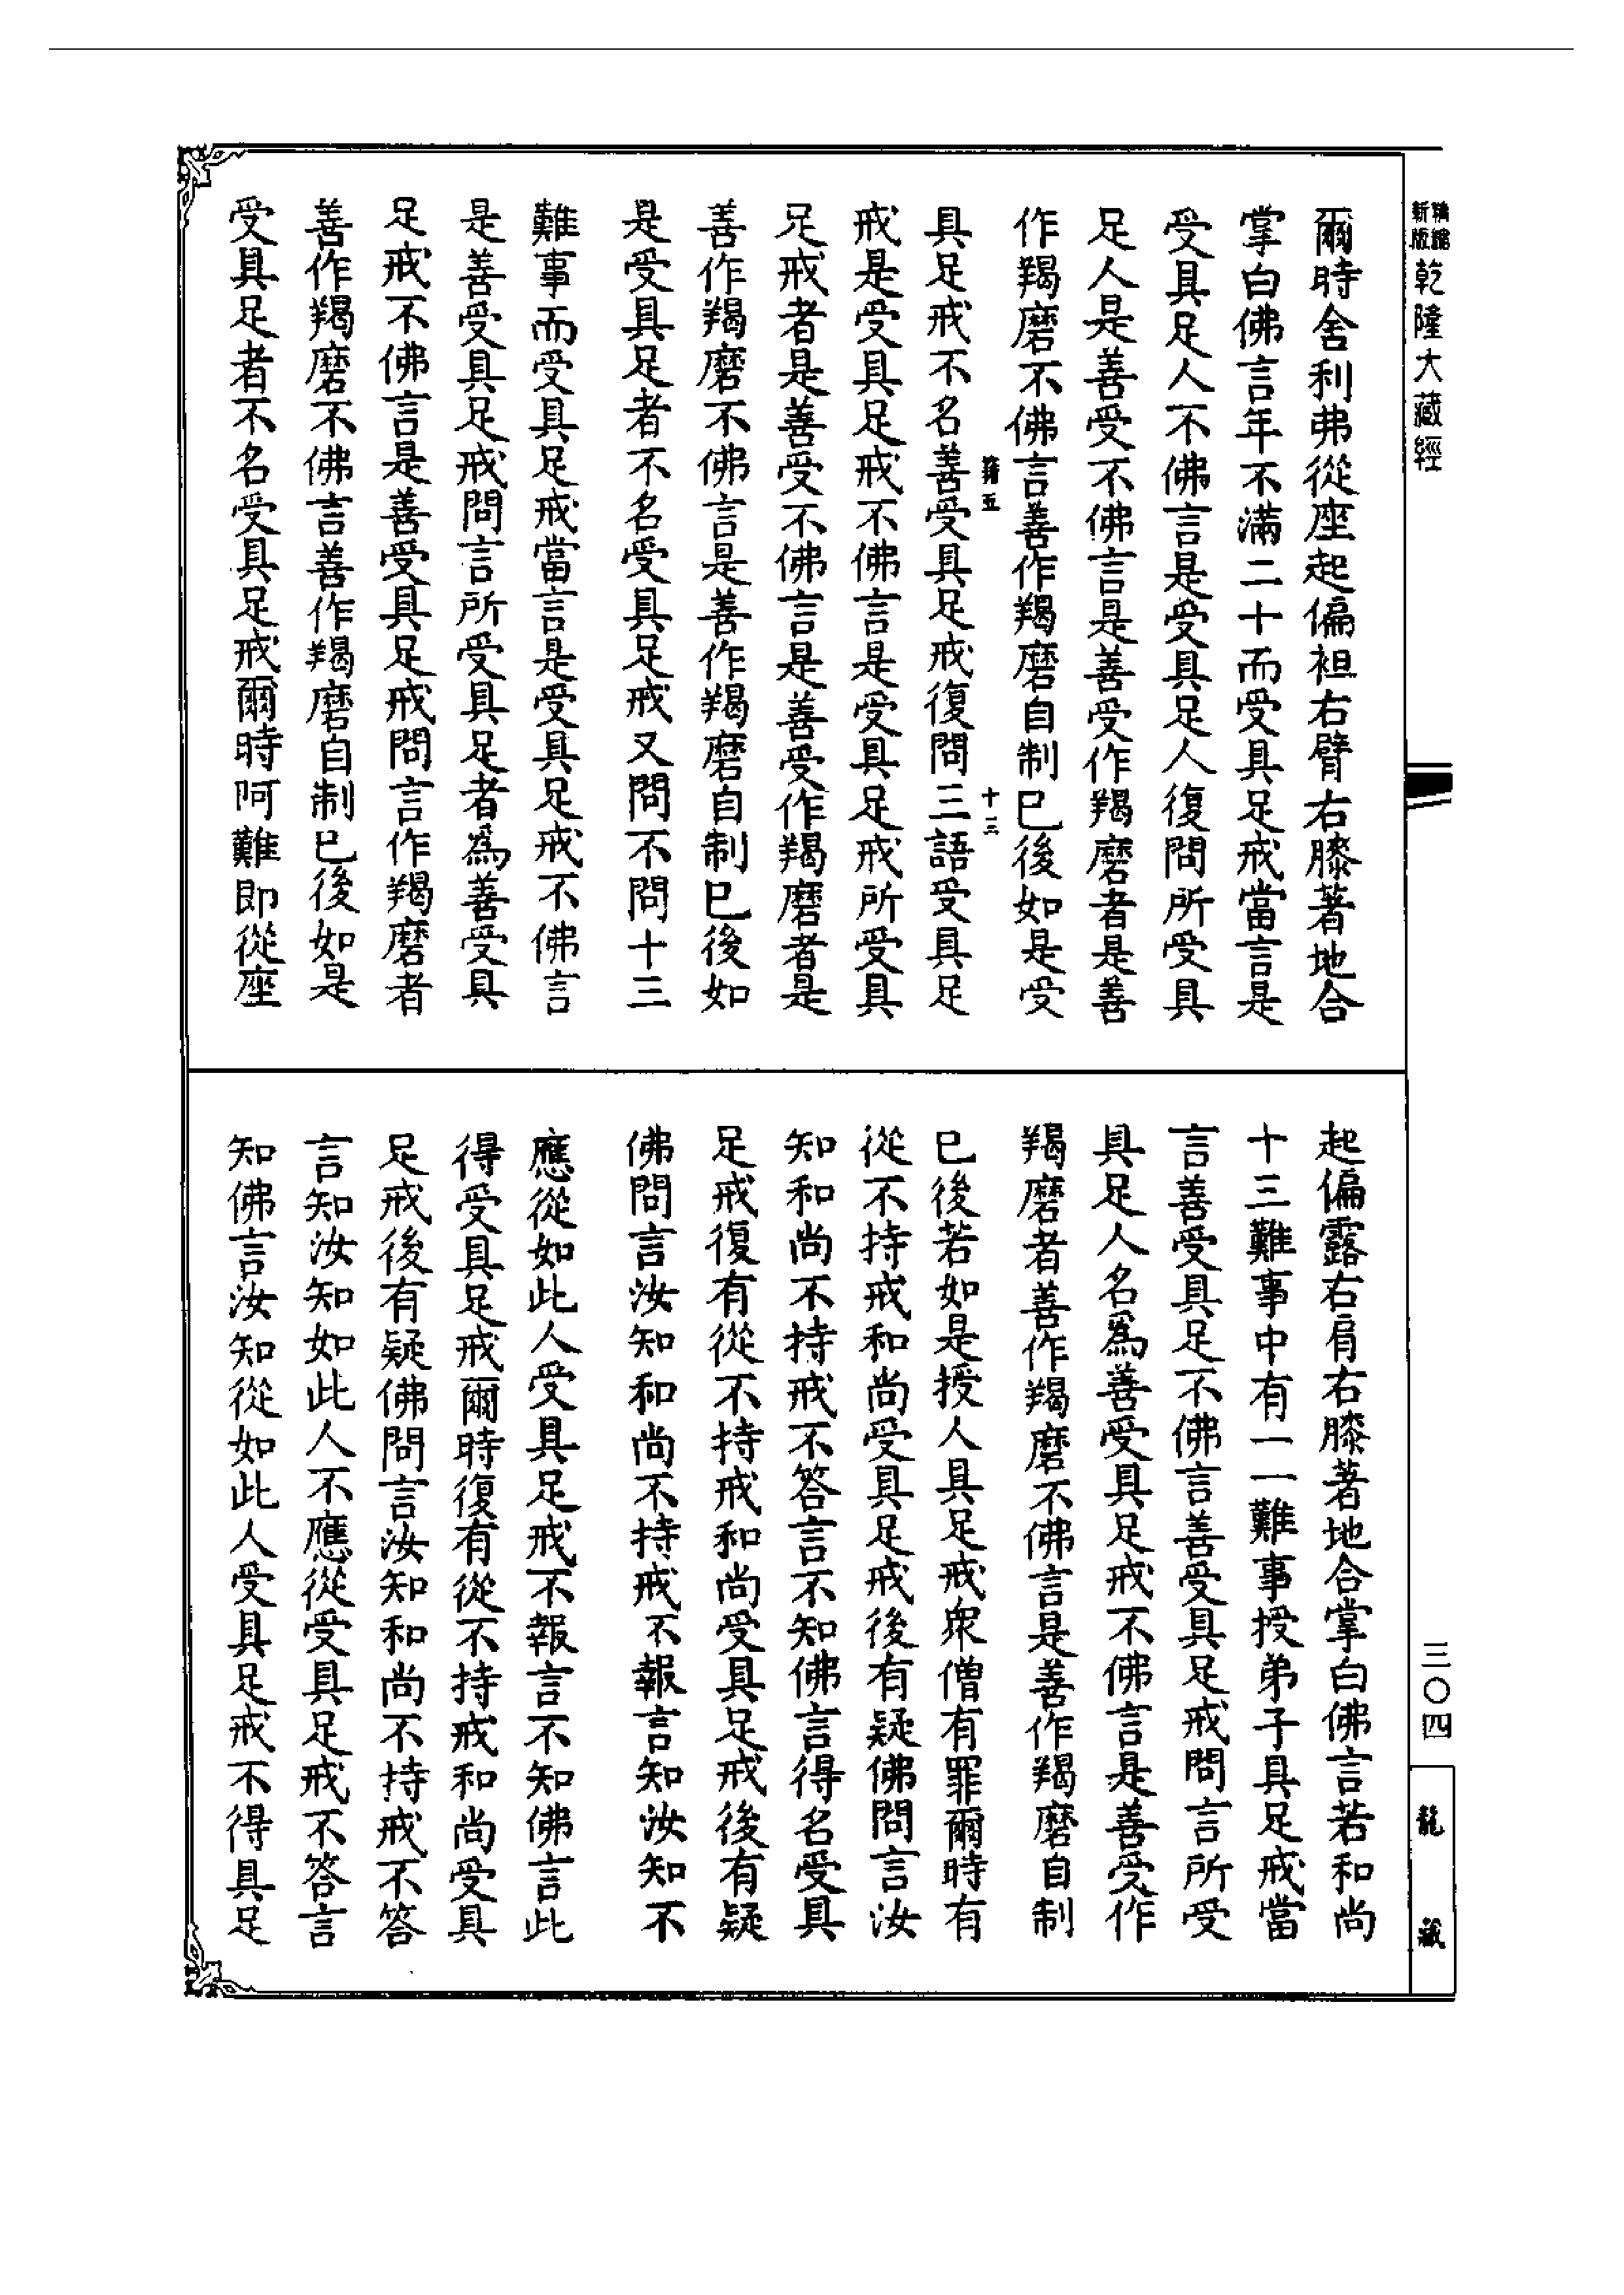 新版
精縮
乾隆大藏經
爾時舍利弗從座起偏袒右臂右膝著地合
掌白佛言年不滿二十而受具足戒當言是
受具足人不佛言是受具足人復問所受具
足人是善受不佛言是善受作羯磨者是善
作羯磨不佛言善作羯磨自制巳後如是受
十三
具足戒不名善受具足戒復問三語受具足
戒是受具足戒不佛言是受具足戒所受具
足戒者是善受不佛言是善受作羯磨者是
善作羯磨不佛言是善作羯磨自制巳後如
是受具足者不名受具足戒又問不問十三
難事而受具足戒當言是受具足戒不佛言
是善受具足戒問言所受具足者為善受具
足戒不佛言是善受具足戒問言作羯磨者
善作羯磨不佛言善作羯磨自制巳後如是
受具足者不名受具足戒爾時阿難即從座
起偏露右肩右膝著地合掌白佛言若和尚
十三難事中有一一難事授弟子具足戒當
言善受具足不佛言善受具足戒問言所受
具足人名為善受具足戒不佛言是善受作
羯磨者善作羯磨不佛言是善作羯磨自制
巳後若如是授人具足戒眾僧有罪爾時有
從不持戒和尚受具足戒後有疑佛問言汝
知和尚不持戒不答言不知佛言得名受具
足戒復有從不持戒和尚受具足戒後有疑
佛問言汝知和尚不持戒不報言知汝知不
應從如此人受具足戒不報言不知佛言此
得受具足戒爾時復有從不持戒和尚受具
足戒後有疑佛問言汝知和尚不持戒不答
言知汝知如此人不應從受具足戒不答言
知佛言汝知從如此人受具足戒不得具足
三〇四
龍藏